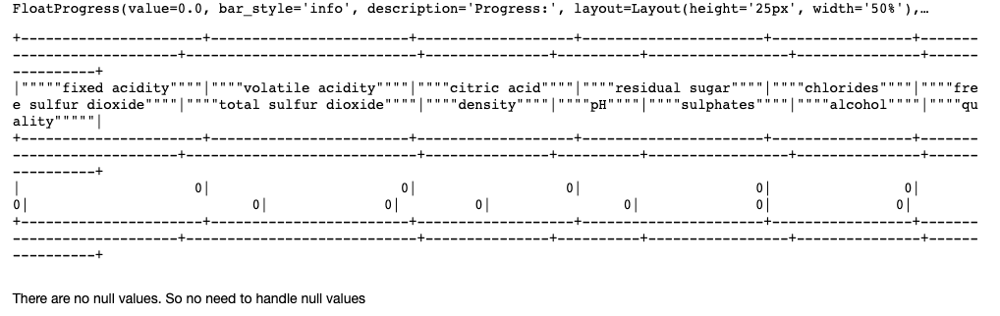 FloatProgress(value=0.0, bar_style='info', description='Progress:', layout=Layout(height='25px', width='50%'),…
+--------------------+----------------------+------------------+--------------------+----------------+-------
------------------+-------------------------+--------------+---------+---------------+--------------+------
----------+
|"""""fixed acidity""""|""""volatile acidity""""|""""citric acid""""|""""residual sugar""""|""""chlorides""""|""""fre
e sulfur dioxide""""|""""total sulfur dioxide""""|""""density""""|""""pH""""|""""sulphates""""|""""alcohol""""|""""qu
ality"""""|
+--------------------+----------------------+------------------+--------------------+----------------+-------
------------------+-------------------------+--------------+---------+---------------+--------------+------
----------+
| 0| 0| 0| 0| 0|
0| 0| 0| 0| 0| 0| 0|
+--------------------+----------------------+------------------+--------------------+----------------+-------
------------------+-------------------------+--------------+---------+---------------+--------------+------
----------+
There are no null values. So no need to handle null values